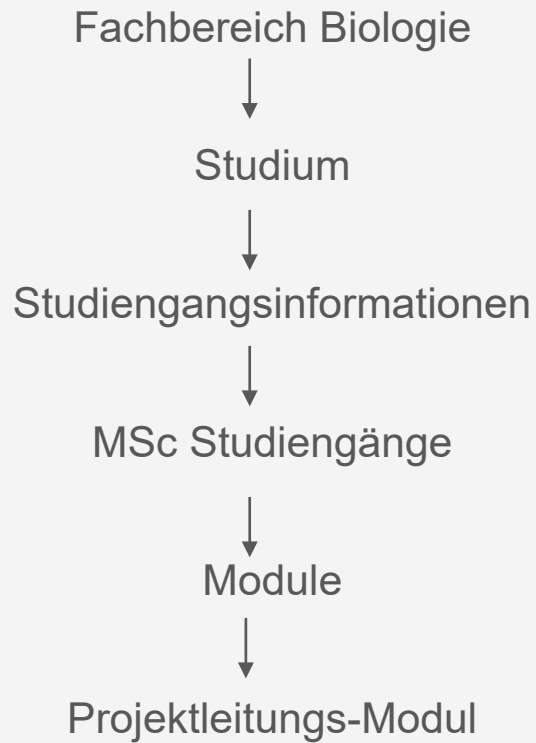 Fachbereich Biologie
Studium
Studiengangsinformationen
MSc Studiengänge
Module
Projektleitungs-Modul